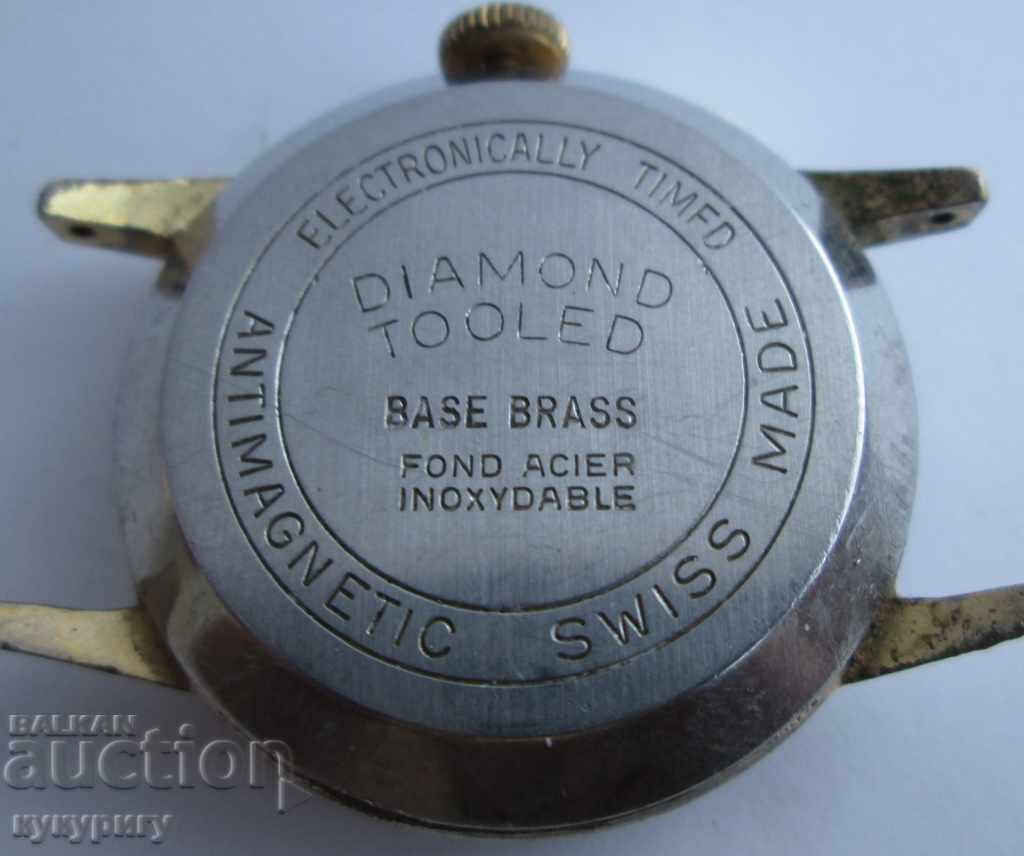 ELECTRONICALLY TIMED
DIAMOND
TOOLED
BASE BRASS
FOND ACIER
INOXYDABLE
ANTIMAGNETIC SWISS MADE
BALKAN
auction
кукуригу